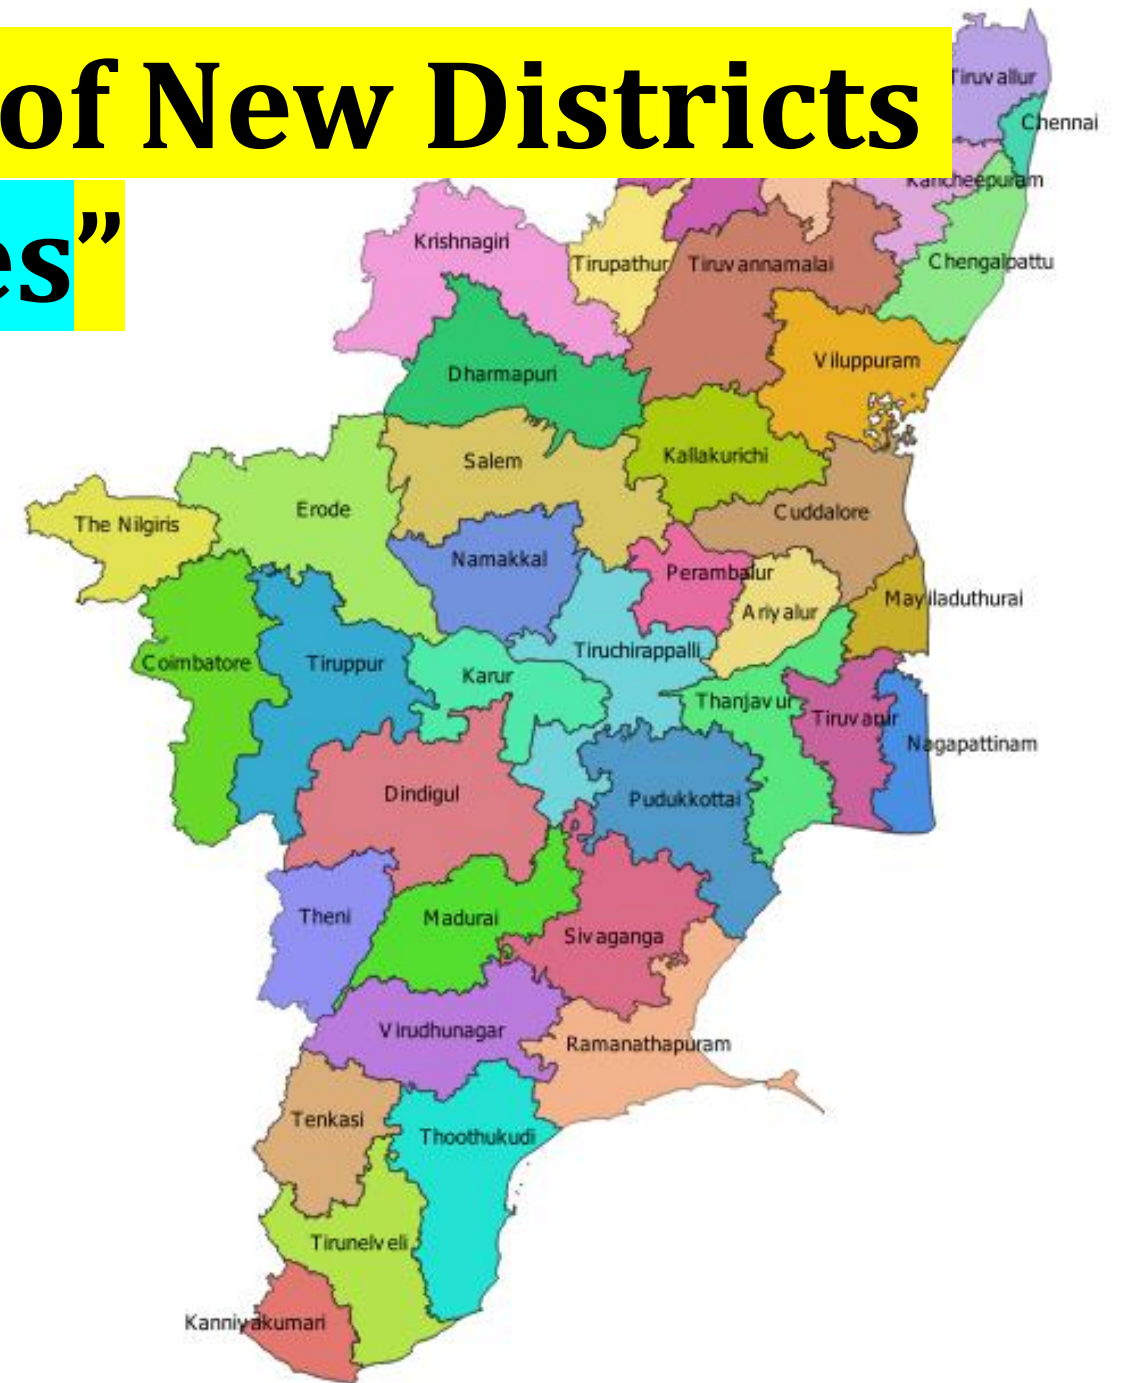 of New Districts
es”
Tiruvallur
Chennai
Kancheepuram
Krishnagiri
Tirupathur
Tiruvannamalai
Chengalpattu
Viluppuram
Dharmapuri
Kallakurichi
Salem
Erode
Cuddalore
The Nilgiris
Namakkal
Perambalur
Mayiladuthurai
Ariyalur
Tiruchirappalli
Coimbatore
Tiruppur
Karur
Thanjavur
Tiruvarur
Nagapattinam
Dindigul
Pudukkottai
Theni
Madurai
Sivaganga
Virudhunagar
Ramanathapuram
Tenkasi
Thoothukudi
Tirunelveli
Kanniyakumari